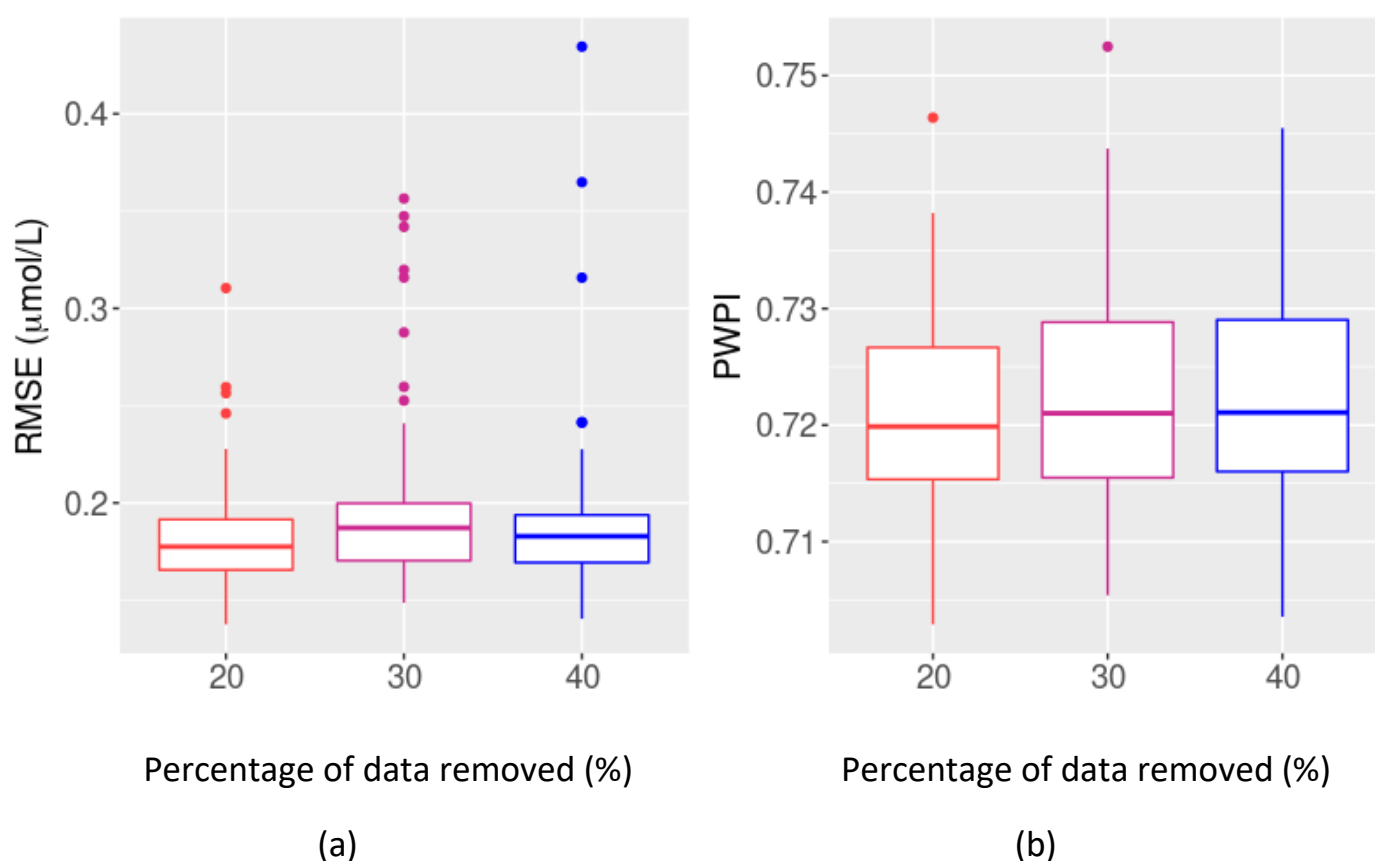 RMSE (μmol/L)
0.4
0.3
0.2
20 30 40
Percentage of data removed (%)
(a)
PWPI
0.75
0.74
0.73
0.72
0.71
20 30 40
Percentage of data removed (%)
(b)